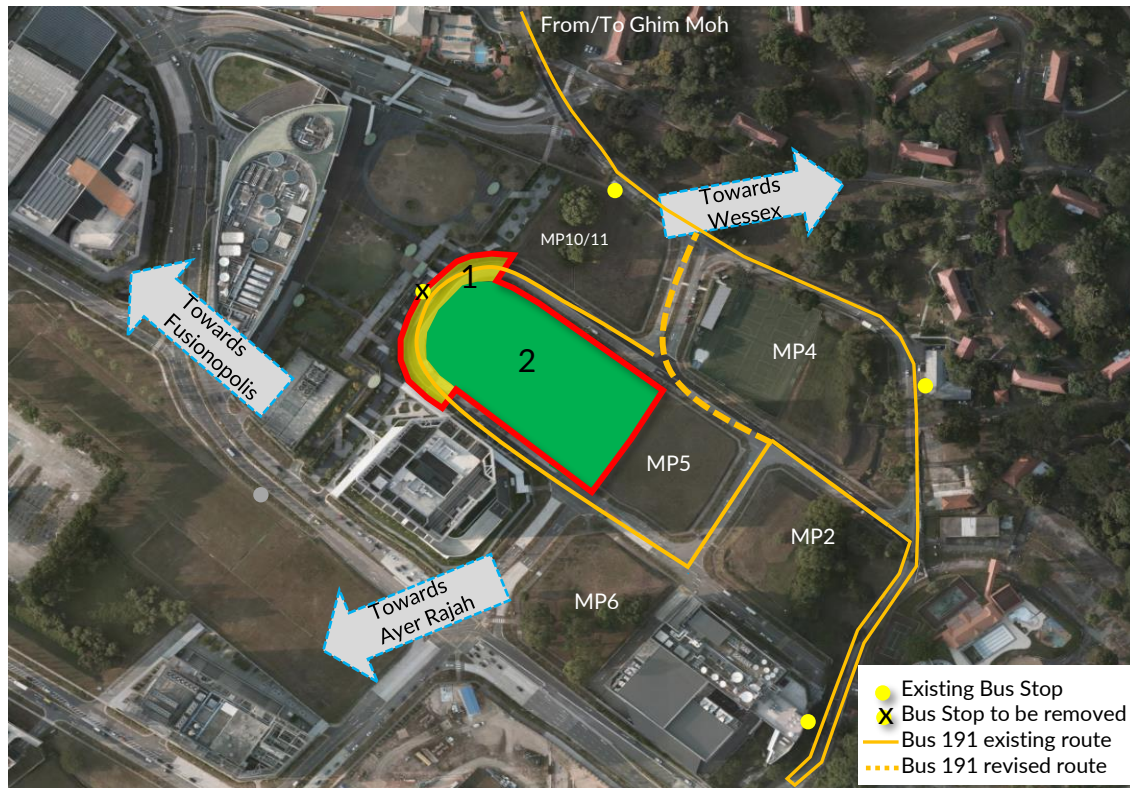 From/To Ghim Moh
Towards
Wessex
MP10/11
1
X
Towards
Fusionopolis
2
MP4
MP5
MP2
MP6
Towards
Ayer Rajah
Existing Bus Stop
X Bus Stop to be removed
Bus 191 existing route
Bus 191 revised route